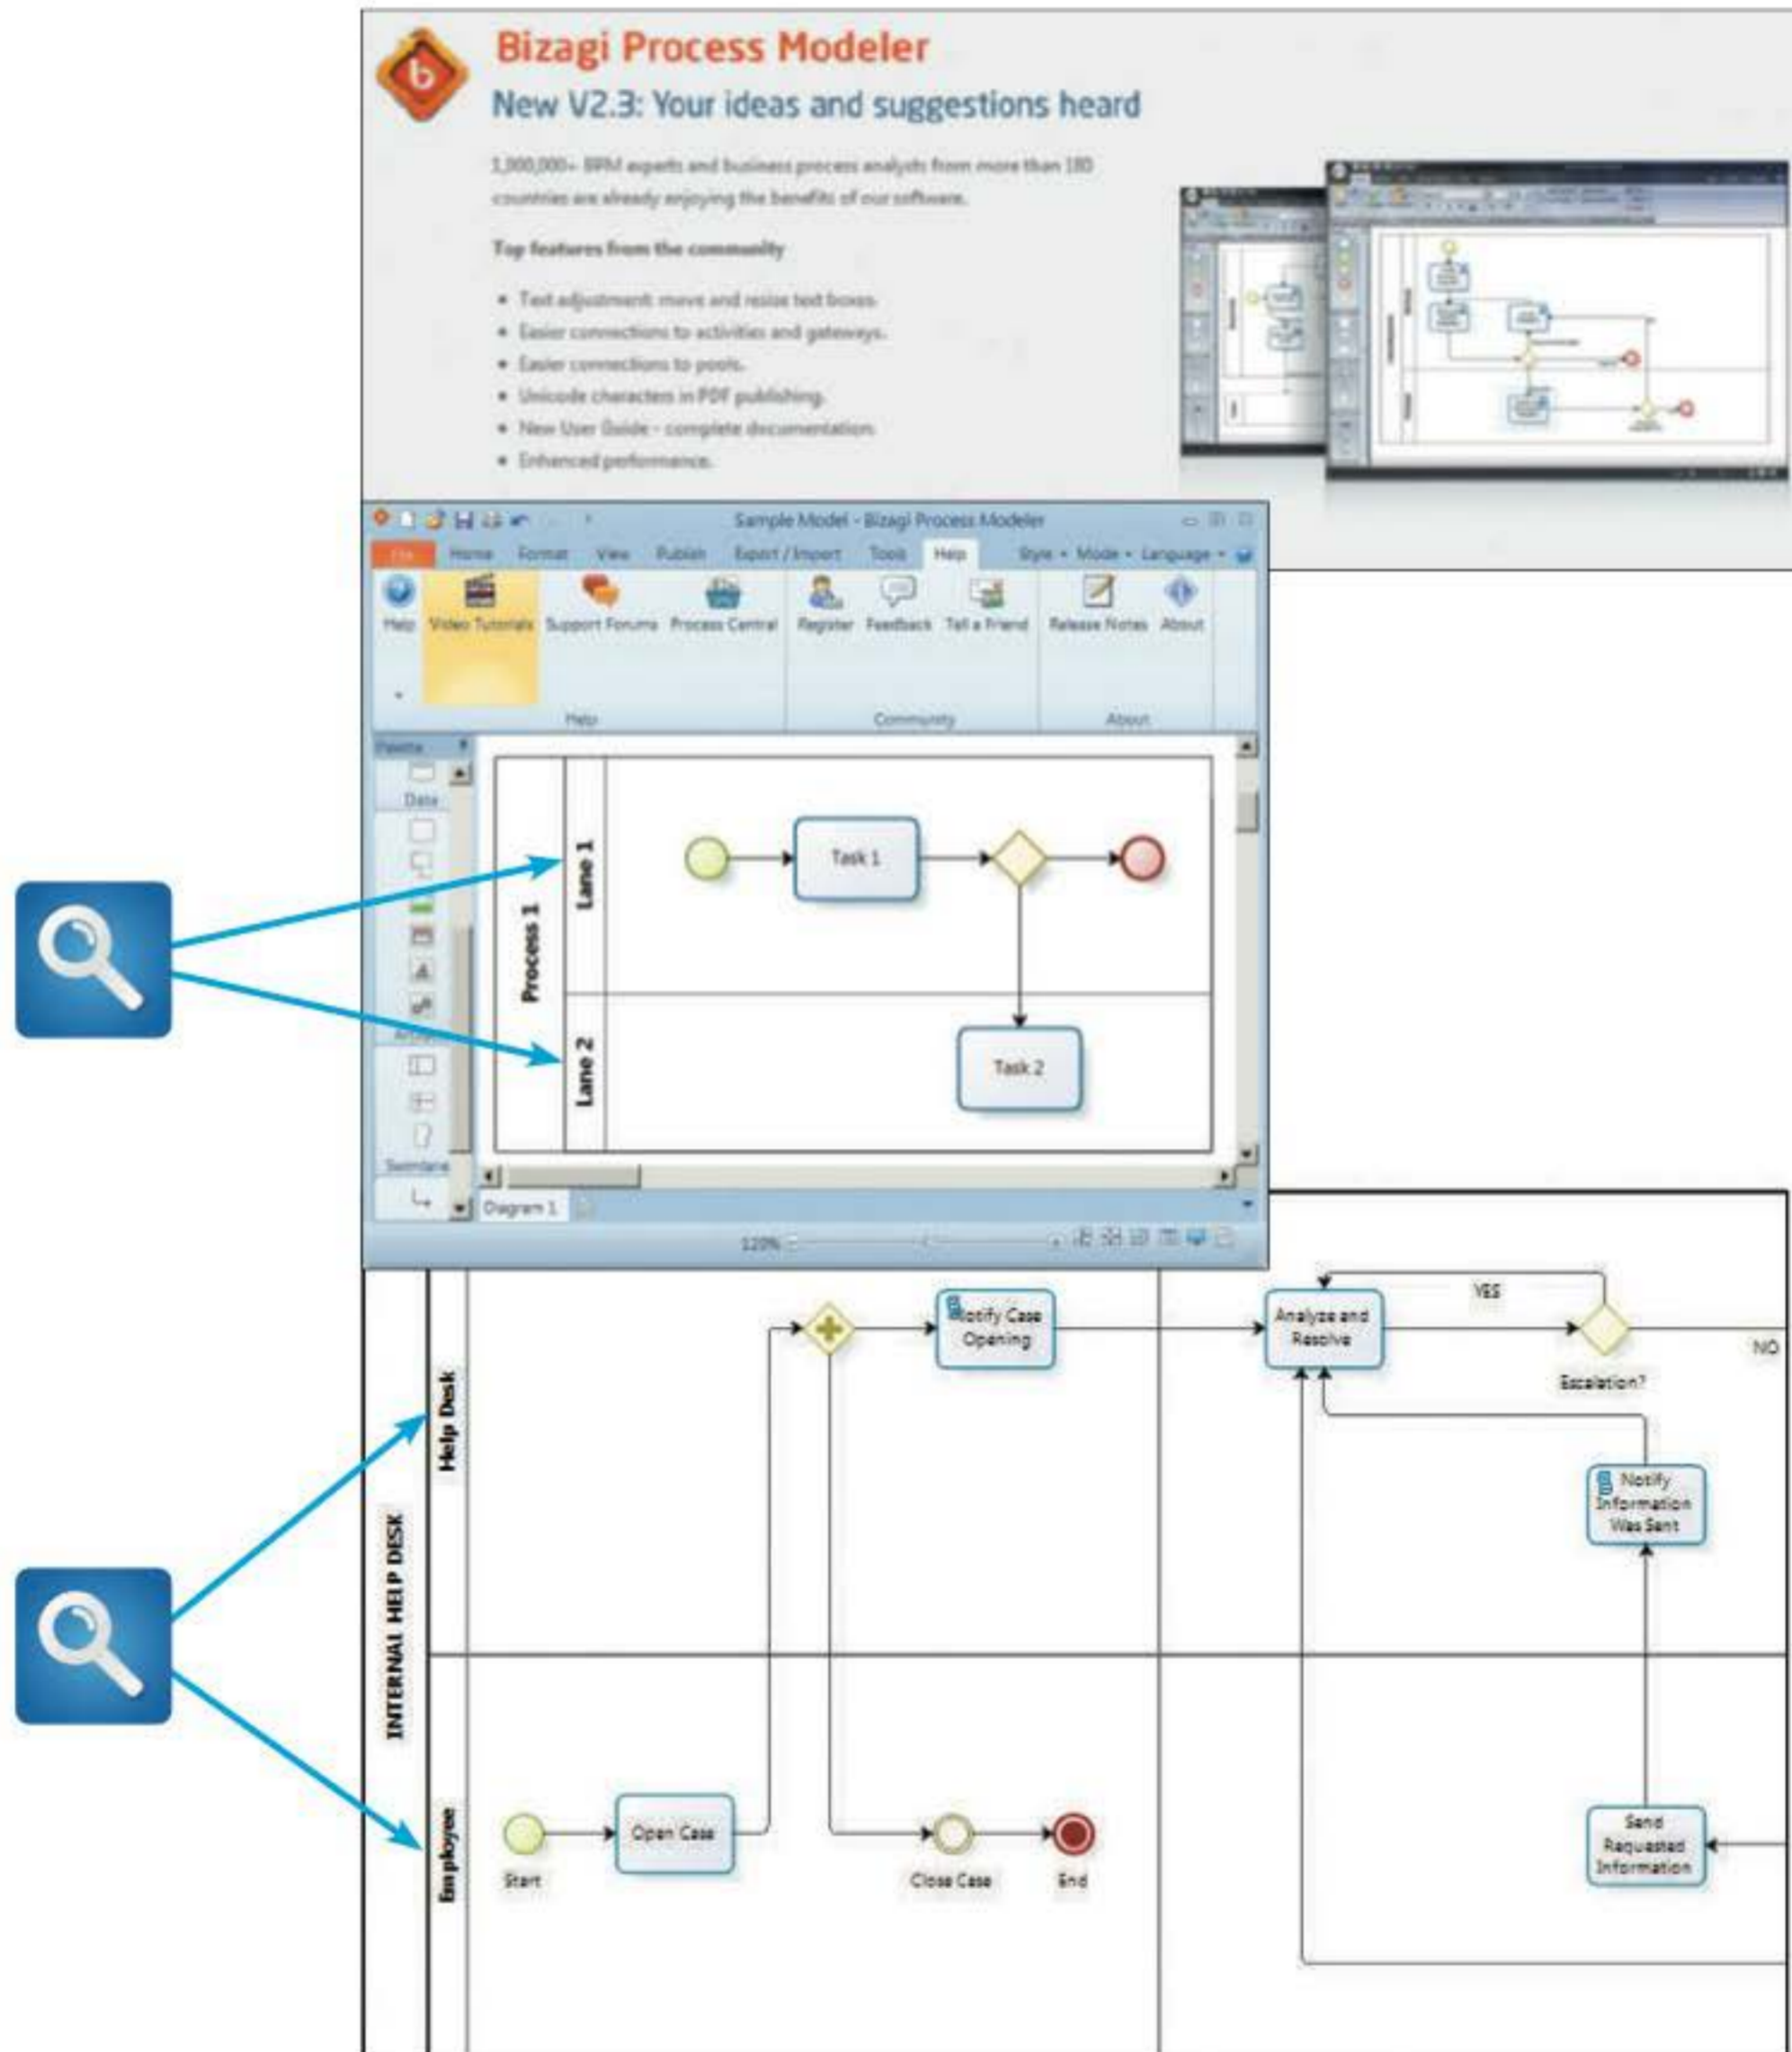 Bizagi Process Modeler
New V2.3: Your ideas and suggestions heard
1,000,000+ BPM experts and business process analysts from more than 180
countries are already enjoying the benefits of our software.
Top features from the community
• Text adjustment: move and resize text boxes.
• Easier connections to activities and gateways.
• Easier connections to pools.
• Unicode characters in PDF publishing.
• New User Guide - complete documentation.
• Enhanced performance.
Sample Model - Bizagi Process Modeler
File Home Format View Publish Export / Import Tools Help Style Mode Language
Help Video Tutorials Support Forums Process Central Register Feedback Tell a Friend Release Notes About
Help Community About
Palette
Data
Artifacts
Swimlane
Process 1
Lane 1
Task 1
Lane 2
Task 2
Diagram 1
120%
INTERNAL HELP DESK
Help Desk
Notify Case
Opening
Analyze and
Resolve
YES
NO
Escalation?
Notify
Information
Was Sent
Employee
Start
Open Case
Close Case
End
Send
Requested
Information